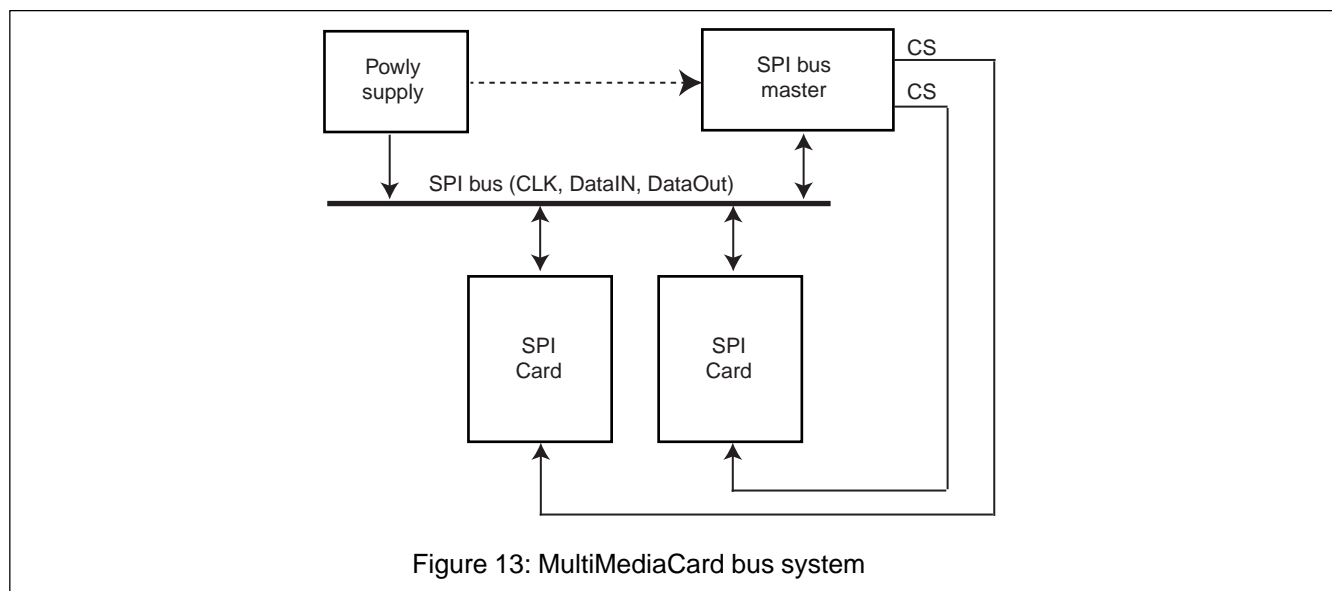 Powly
supply
SPI bus
master
CS
CS
SPI bus (CLK, DataIN, DataOut)
SPI
Card
SPI
Card
Figure 13: MultiMediaCard bus system